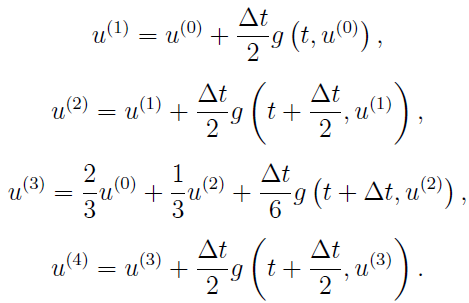 u^{(1)} = u^{(0)} + \frac{\Delta t}{2} g\left(t, u^{(0)}\right),
u^{(2)} = u^{(1)} + \frac{\Delta t}{2} g\left(t + \frac{\Delta t}{2}, u^{(1)}\right),
u^{(3)} = \frac{2}{3} u^{(0)} + \frac{1}{3} u^{(2)} + \frac{\Delta t}{6} g\left(t + \Delta t, u^{(2)}\right),
u^{(4)} = u^{(3)} + \frac{\Delta t}{2} g\left(t + \frac{\Delta t}{2}, u^{(3)}\right).